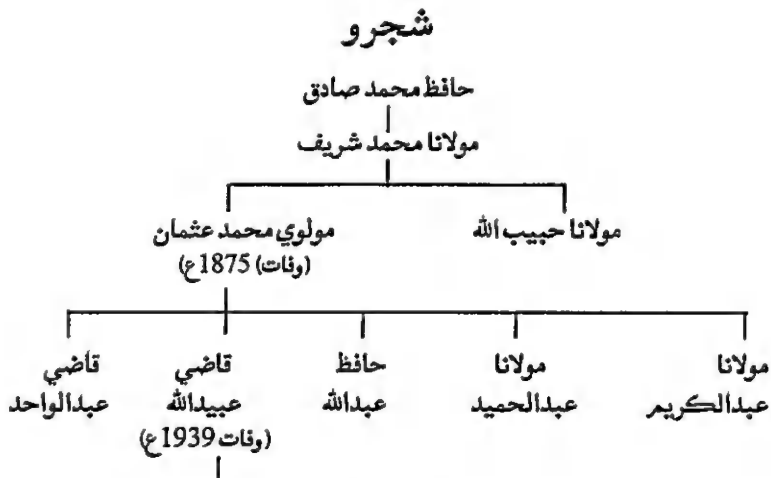 شجرو
حافظ محمد صادق
مولانا محمد شريف
مولانا حبيب الله
مولوي محمد عثمان
(وفات) 1875ع)
مولانا
عبدالكريم
مولانا
عبدالحميد
حافظ
عبدالله
قاضي
عبيدالله
(وفات 1939ع)
قاضي
عبدالواحد